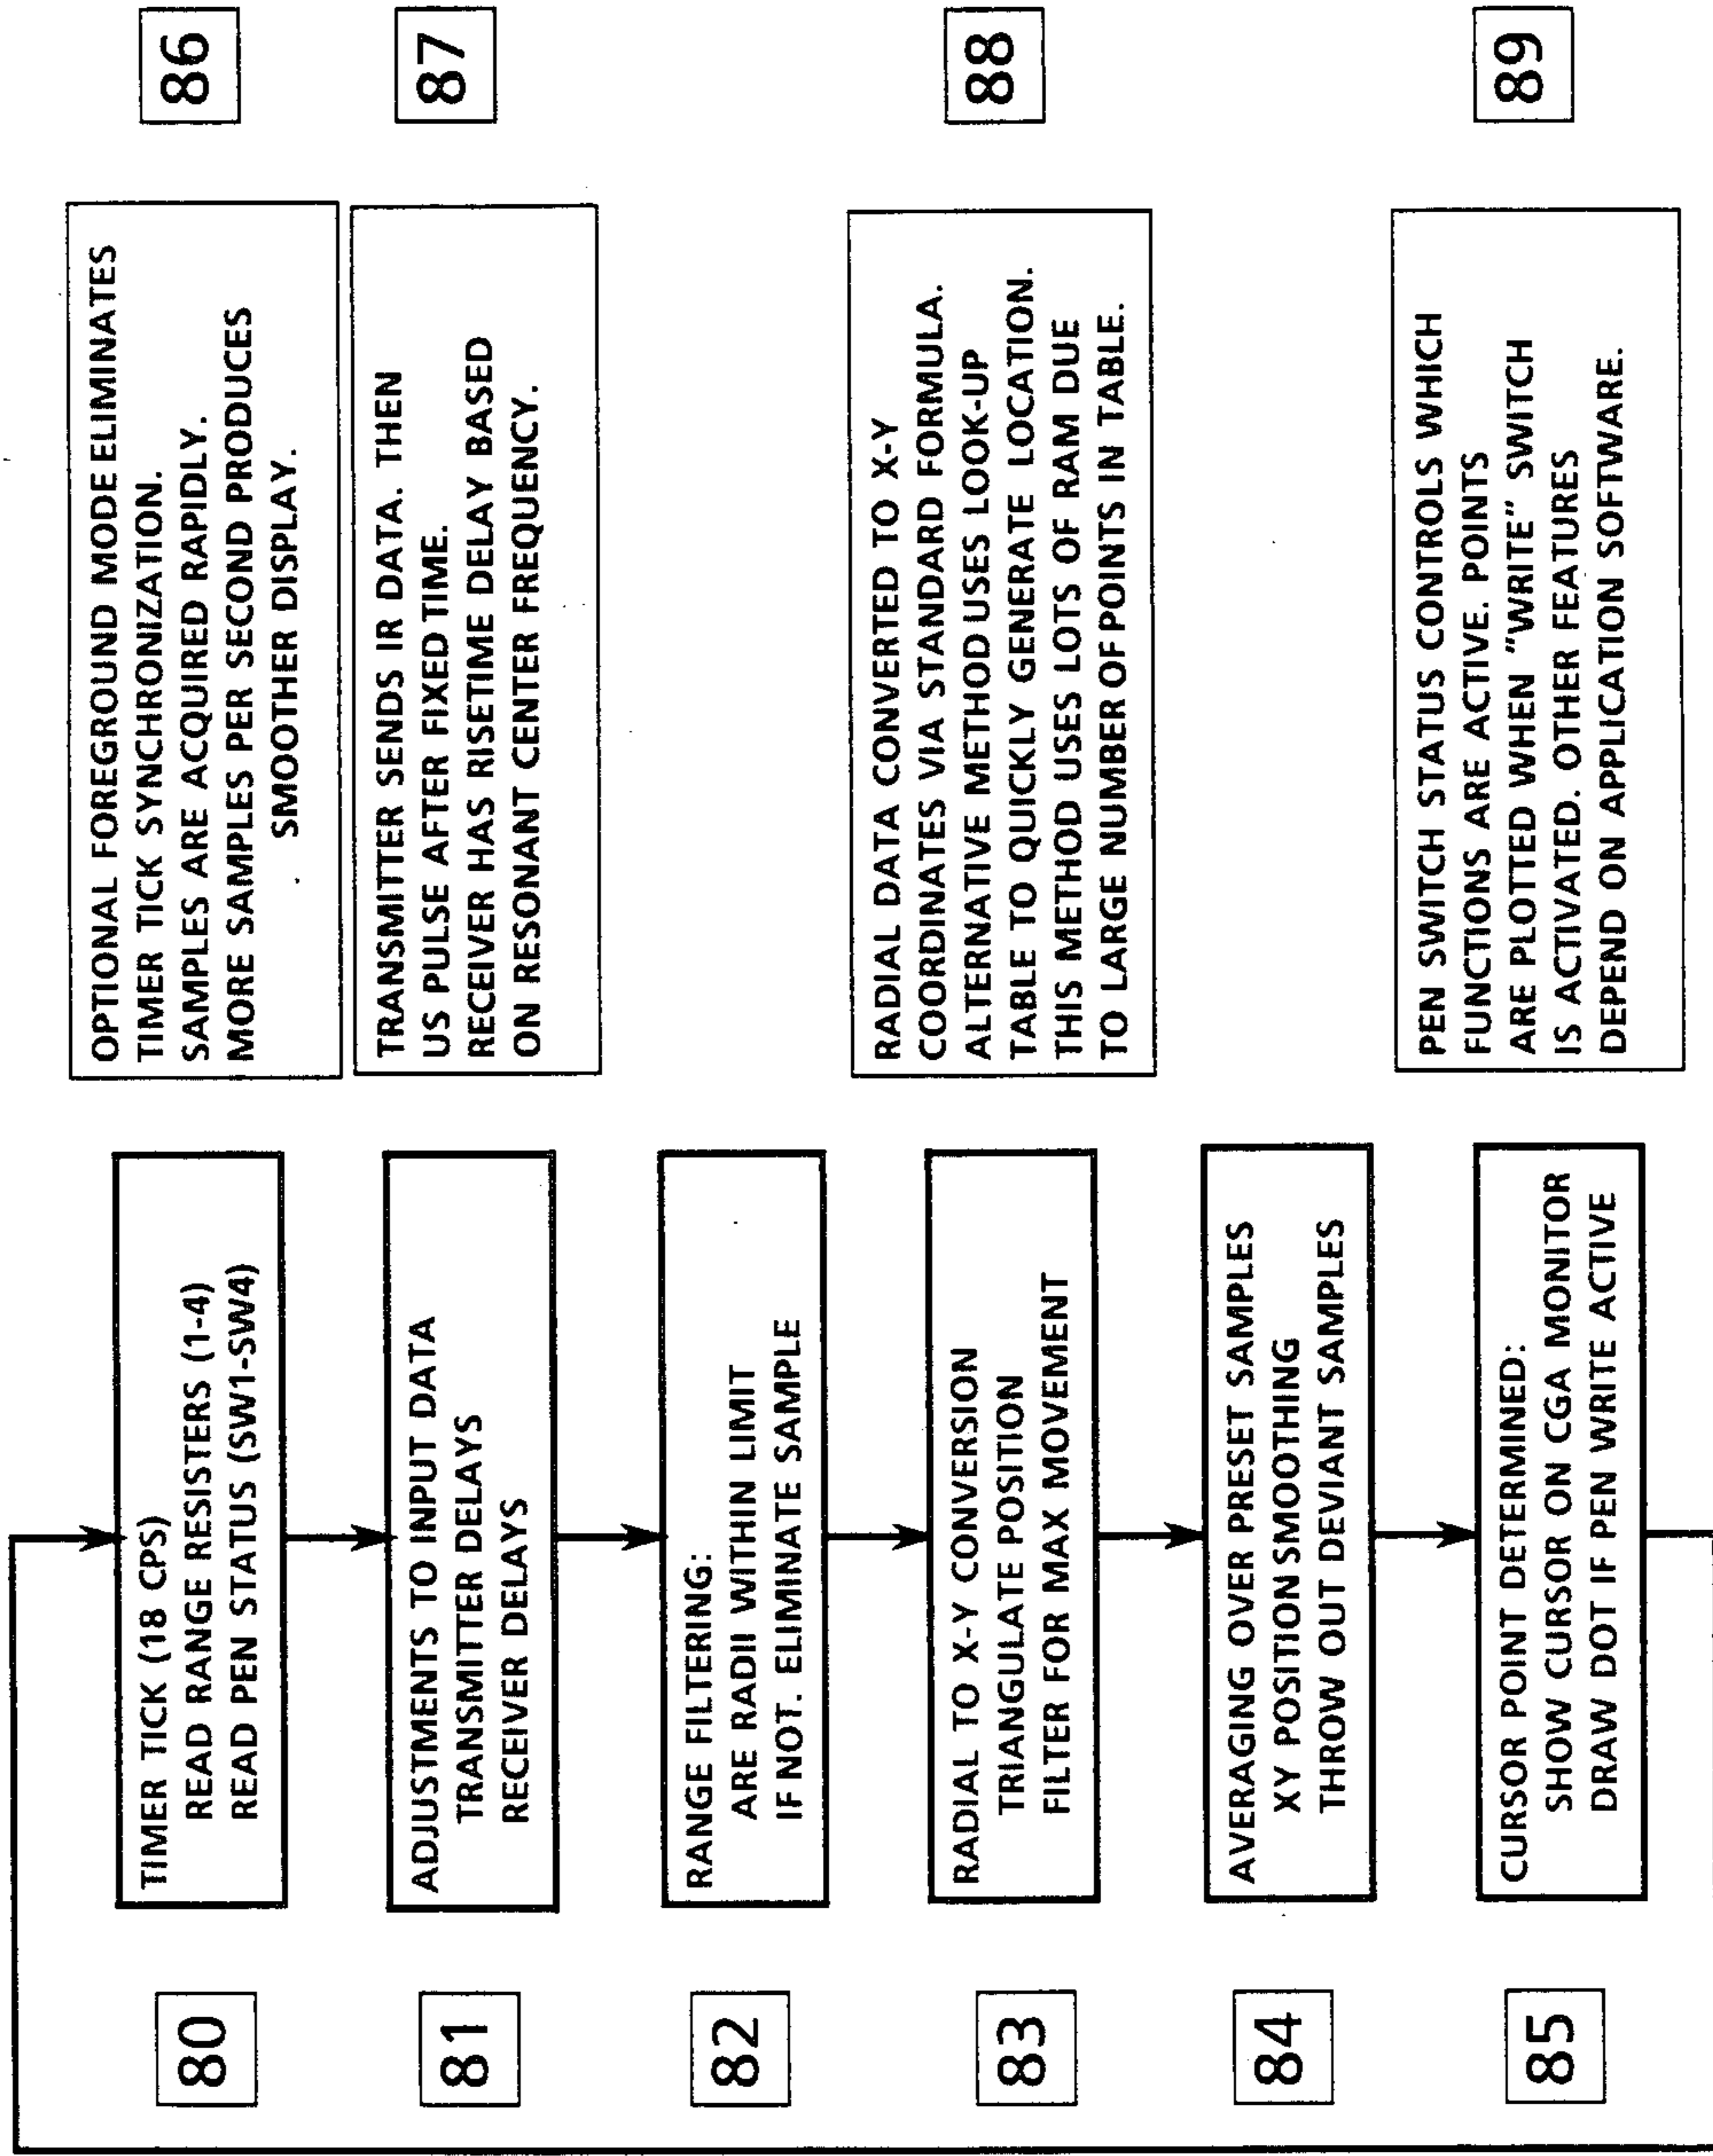 80
TIMER TICK (18 CPS)
READ RANGE RESISTERS (1-4)
READ PEN STATUS (SW1-SW4)
81
ADJUSTMENTS TO INPUT DATA
TRANSMITTER DELAYS
RECEIVER DELAYS
82
RANGE FILTERING:
ARE RADII WITHIN LIMIT
IF NOT. ELIMINATE SAMPLE
83
RADIAL TO X-Y CONVERSION
TRIANGULATE POSITION
FILTER FOR MAX MOVEMENT
84
AVERAGING OVER PRESET SAMPLES
XY POSITION SMOOTHING
THROW OUT DEVIANT SAMPLES
85
CURSOR POINT DETERMINED:
SHOW CURSOR ON CGA MONITOR
DRAW DOT IF PEN WRITE ACTIVE
OPTIONAL FOREGROUND MODE ELIMINATES
TIMER TICK SYNCHRONIZATION.
SAMPLES ARE ACQUIRED RAPIDLY.
MORE SAMPLES PER SECOND PRODUCES
SMOOTHER DISPLAY.
86
TRANSMITTER SENDS IR DATA. THEN
US PULSE AFTER FIXED TIME.
RECEIVER HAS RISETIME DELAY BASED
ON RESONANT CENTER FREQUENCY.
87
RADIAL DATA CONVERTED TO X-Y
COORDINATES VIA STANDARD FORMULA.
ALTERNATIVE METHOD USES LOOK-UP
TABLE TO QUICKLY GENERATE LOCATION.
THIS METHOD USES LOTS OF RAM DUE
TO LARGE NUMBER OF POINTS IN TABLE.
88
PEN SWITCH STATUS CONTROLS WHICH
FUNCTIONS ARE ACTIVE. POINTS
ARE PLOTTED WHEN "WRITE" SWITCH
IS ACTIVATED. OTHER FEATURES
DEPEND ON APPLICATION SOFTWARE.
89